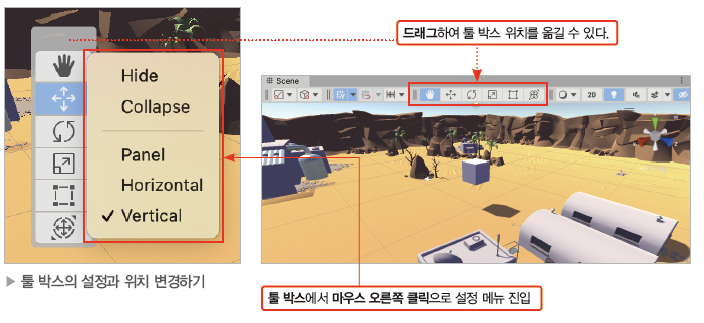 드래그하여 툴 박스 위치를 옮길 수 있다.
Hide
Collapse
Panel
Horizontal
✓ Vertical
Scene
2D
▶ 툴 박스의 설정과 위치 변경하기
툴 박스에서 마우스 오른쪽 클릭으로 설정 메뉴 진입